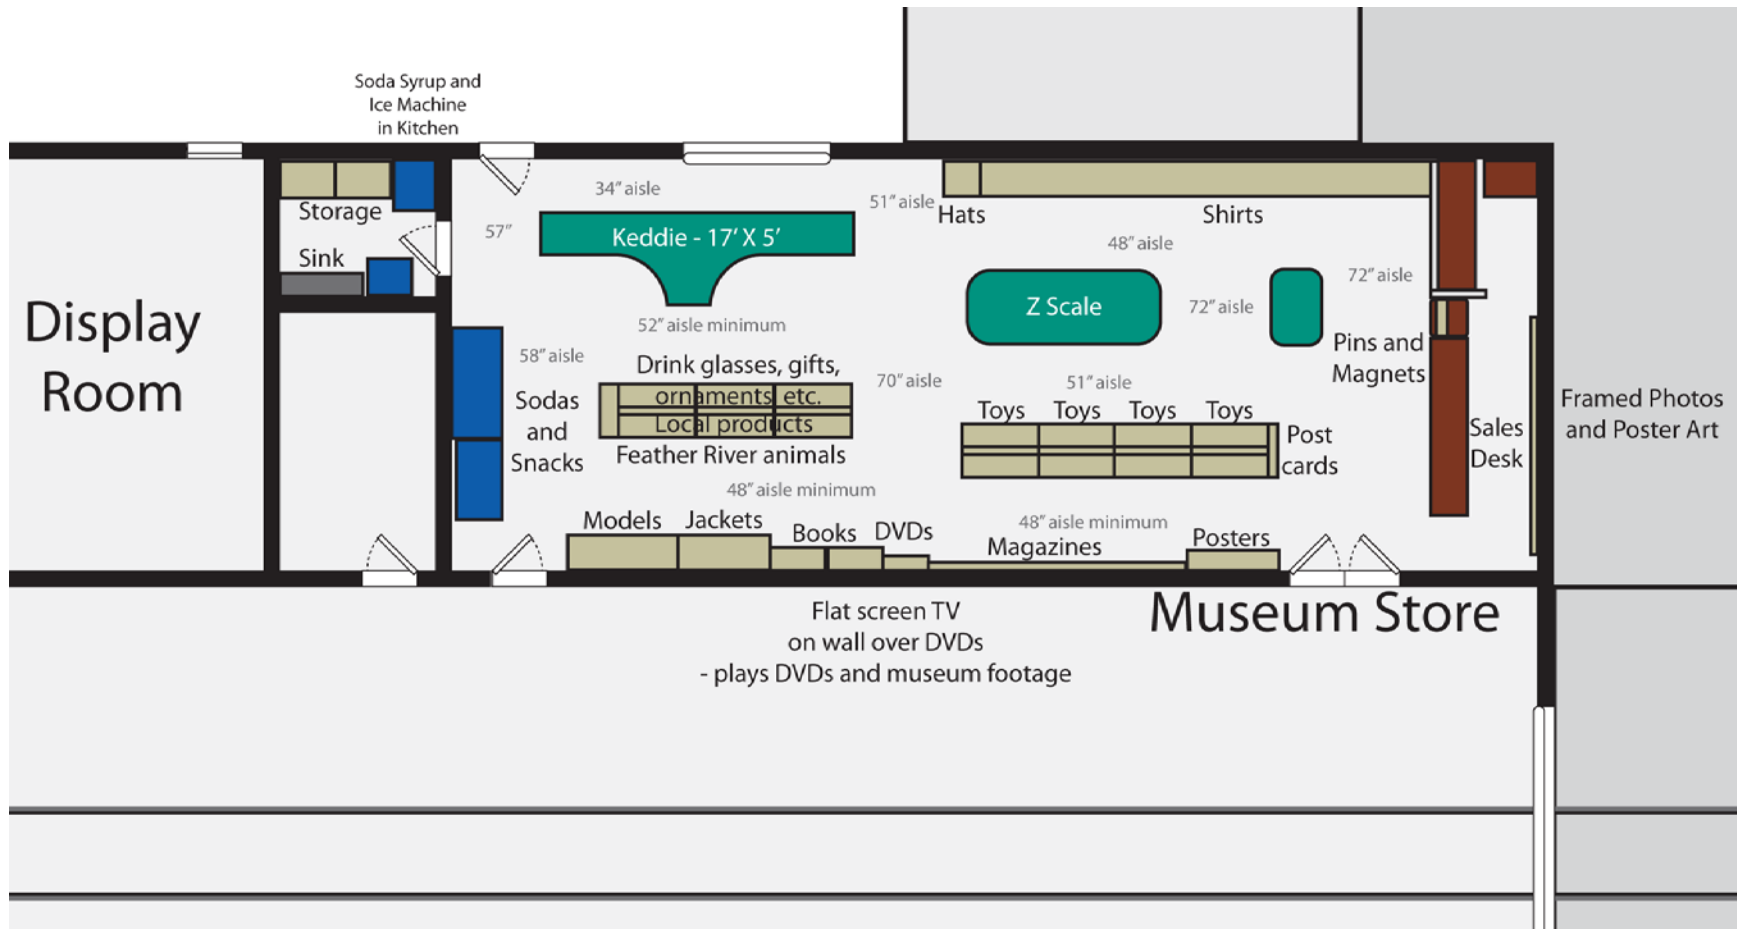 Soda Syrup and
Ice Machine
in Kitchen
34″ aisle
51″ aisle
Hats
Shirts
Storage
57″
Keddie - 17′ X 5′
48″ aisle
Sink
72″ aisle
Z Scale
72″ aisle
Display
Room
52″ aisle minimum
58″ aisle
Drink glasses, gifts,
ornaments, etc.
Local products
Feather River animals
70″ aisle
51″ aisle
Pins and
Magnets
Sodas
and
Snacks
Toys Toys Toys Toys
Post
cards
Sales
Desk
Framed Photos
and Poster Art
48″ aisle minimum
48″ aisle minimum
Models
Jackets
Books
DVDs
Magazines
Posters
Museum Store
Flat screen TV
on wall over DVDs
- plays DVDs and museum footage